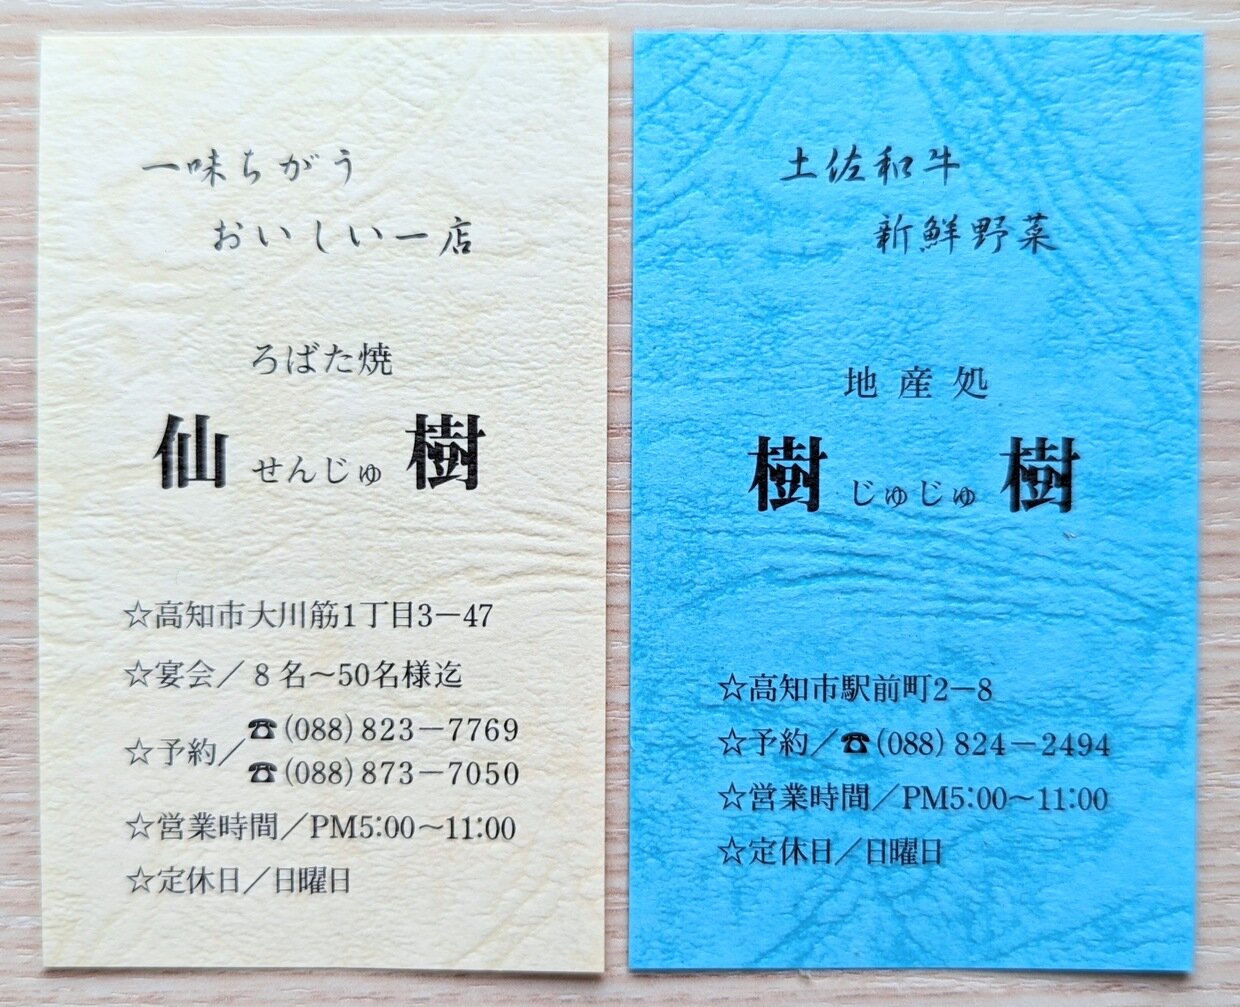 一味ちがう
おいしい一店
ろばた焼
仙せんじゅ樹
☆高知市大川筋1丁目3－47
☆宴会／8名～50名様迄
☆予約／☎(088)823－7769
☎(088)873－7050
☆営業時間／PM5:00～11:00
☆定休日／日曜日
土佐和牛
新鮮野菜
地産処
樹じゅじゅ樹
☆高知市駅前町2－8
☆予約／☎(088)824－2494
☆営業時間／PM5:00～11:00
☆定休日／日曜日